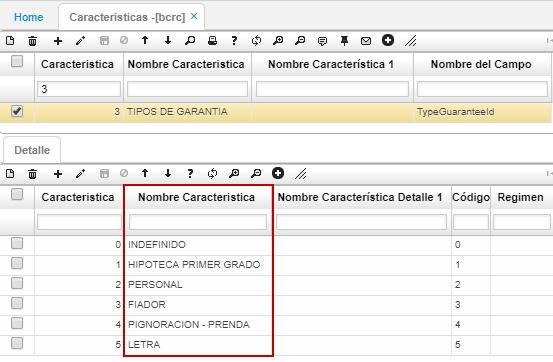 Home Caracteristicas -[bcrc] ×
Caracteristica Nombre Caracteristica Nombre Característica 1 Nombre del Campo
3
3 TIPOS DE GARANTIA TypeGuaranteeId
Detalle
Caracteristica Nombre Caracteristica Nombre Característica Detalle 1 Código Regimen
0 INDEFINIDO 0
1 HIPOTECA PRIMER GRADO 1
2 PERSONAL 2
3 FIADOR 3
4 PIGNORACION - PRENDA 4
5 LETRA 5